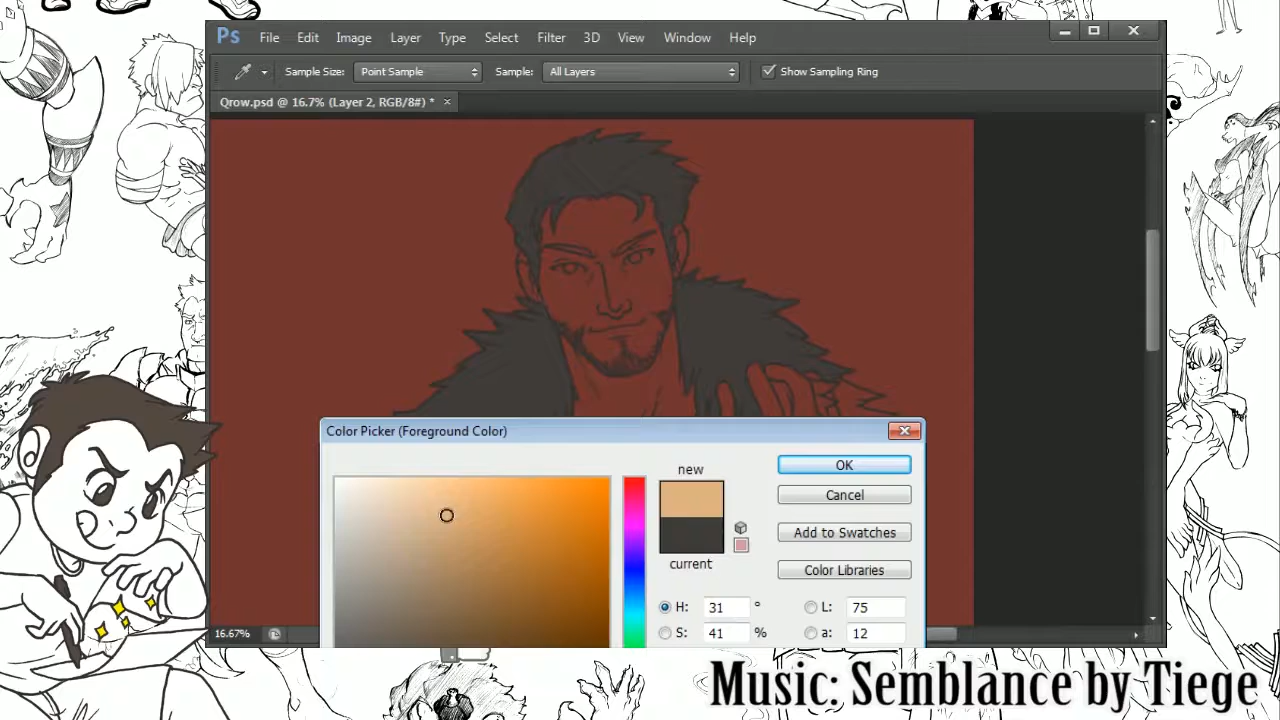 Ps File Edit Image Layer Type Select Filter 3D View Window Help
Sample Size: Point Sample Sample: All Layers Show Sampling Ring
Qrow.psd @ 16.7% (Layer 2, RGB/8#) * ×
Color Picker (Foreground Color)
new
OK
Cancel
Add to Swatches
current
Color Libraries
H: 31 °
L: 75
S: 41 %
a: 12
16.67%
Music: Semblance by Tiege